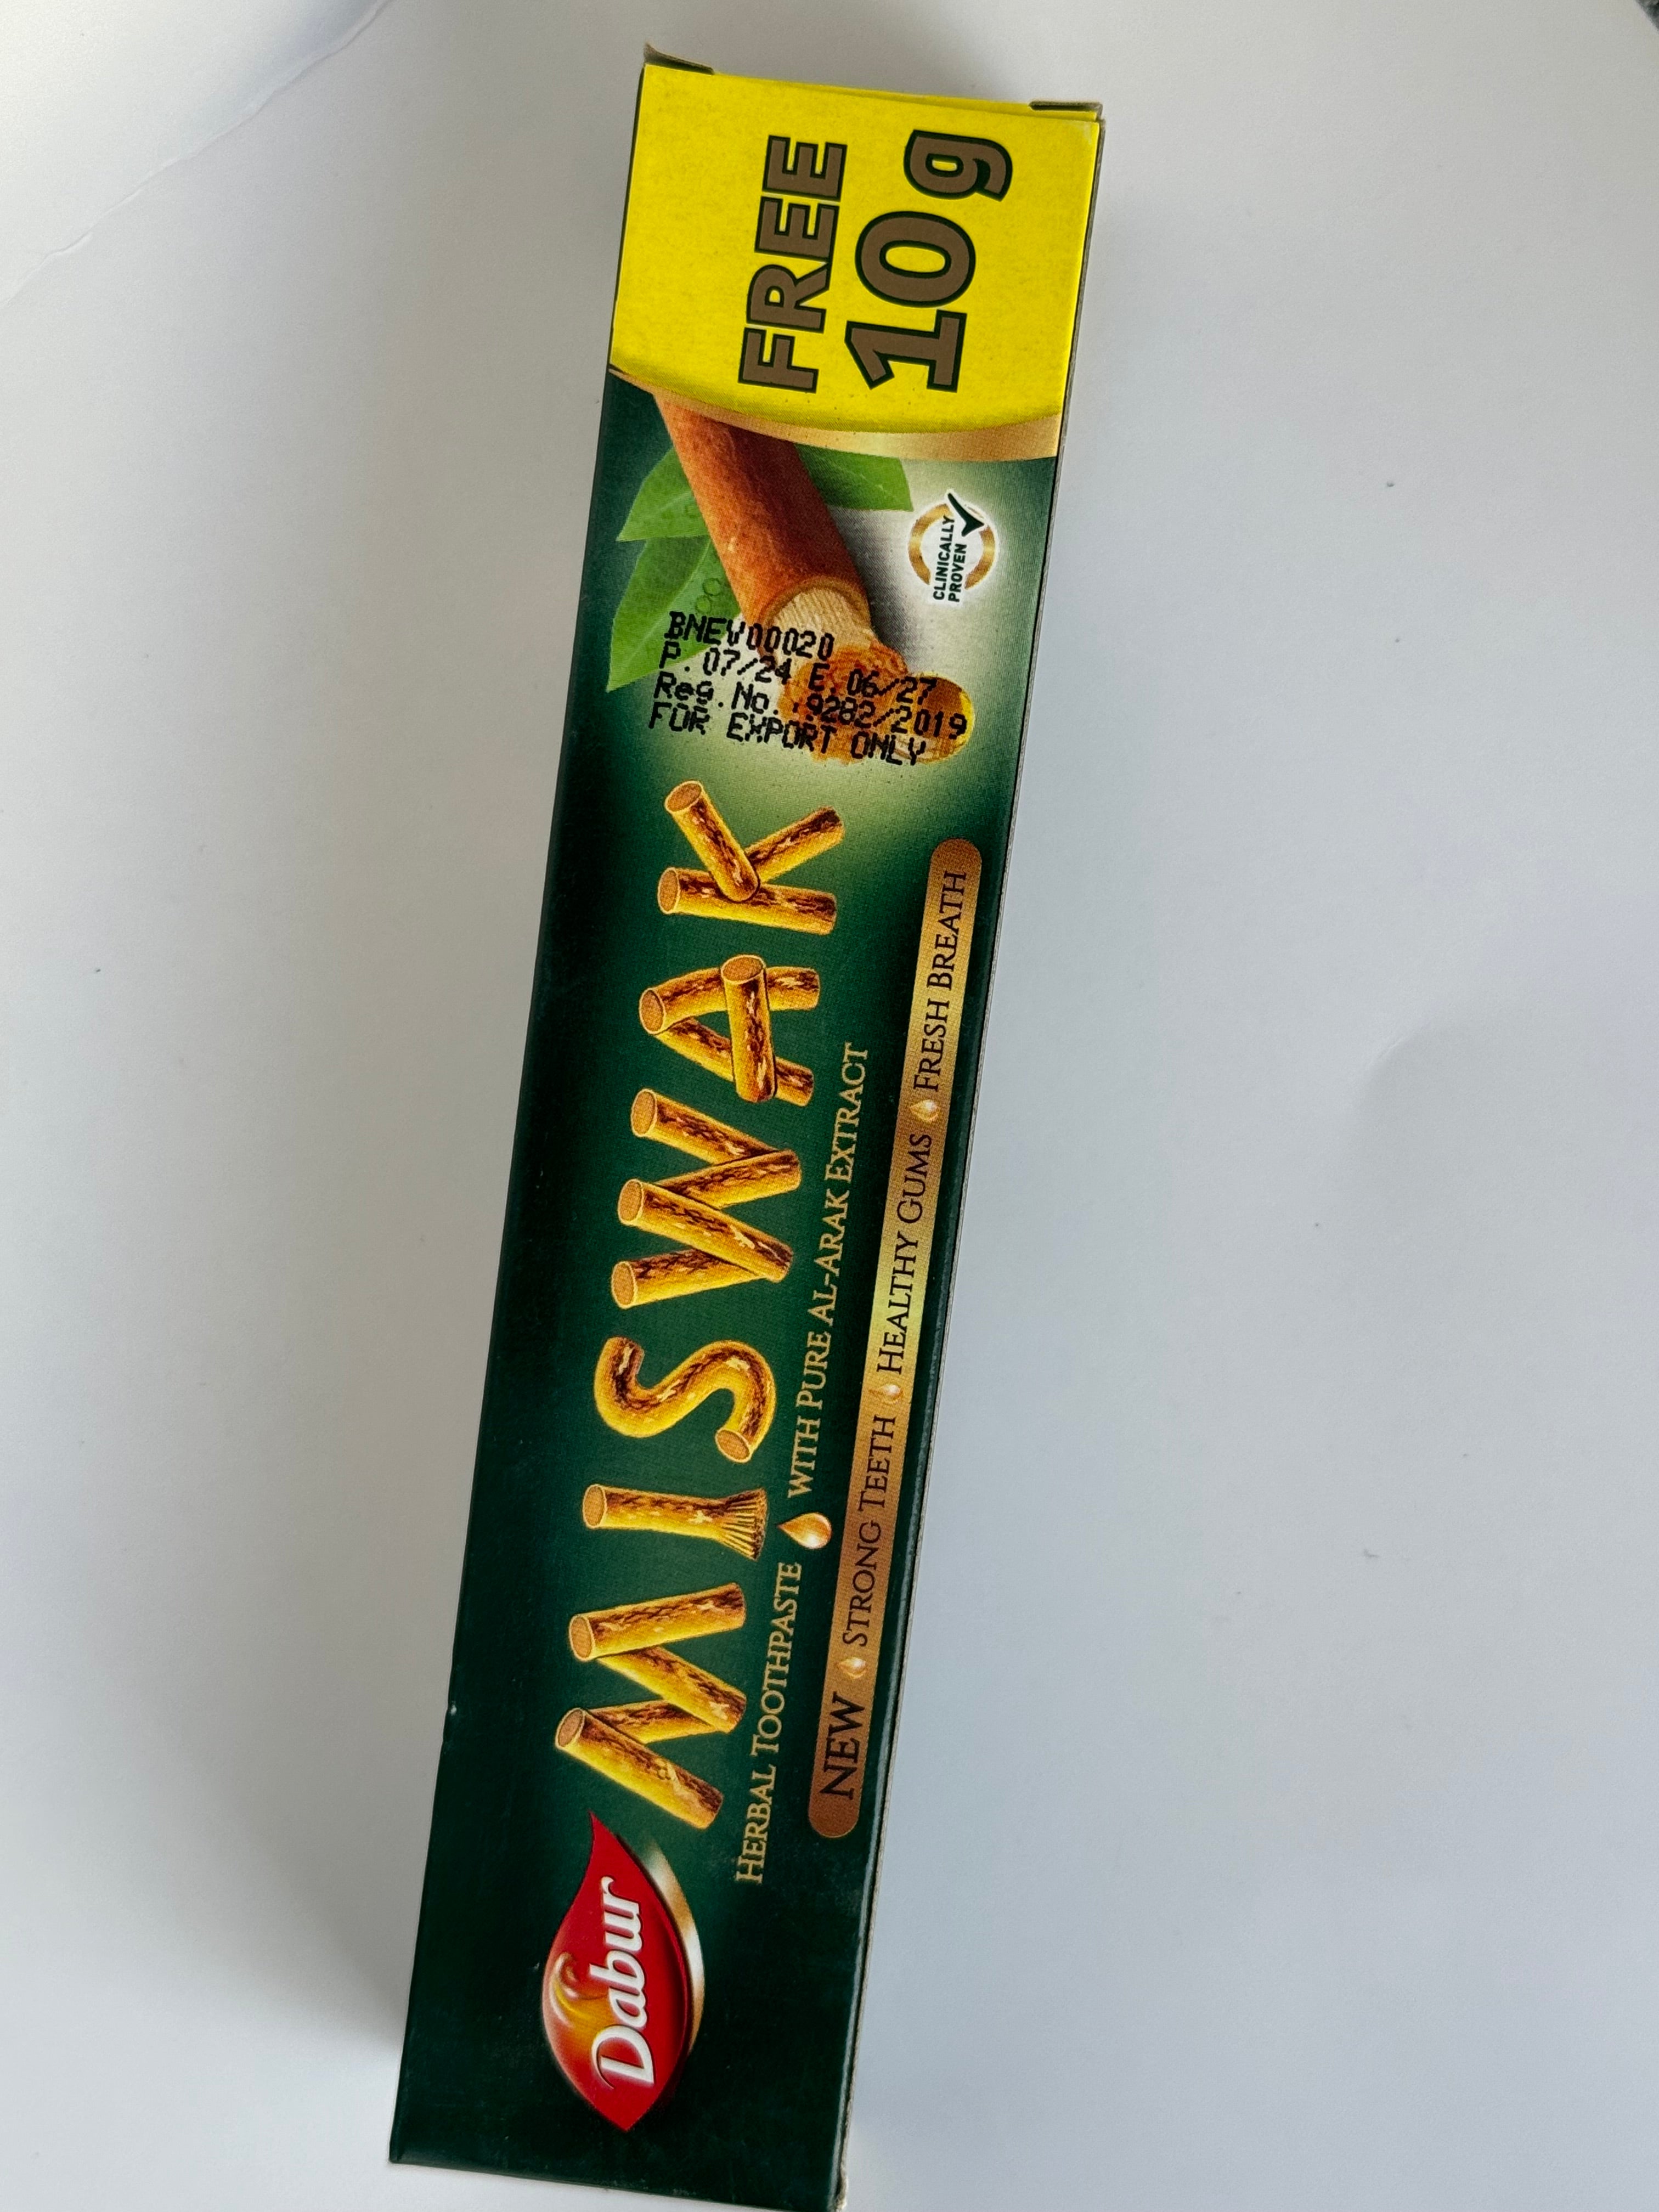 Dabur
MISWAK
HERBAL TOOTHPASTE WITH PURE AL-ARAK EXTRACT
NEW STRONG TEETH HEALTHY GUMS FRESH BREATH
BNEV00020
P. 07/24 E. 06/27
Reg. No. :9282/2019
FOR EXPORT ONLY
CLINICALLY
PROVEN
FREE
10g